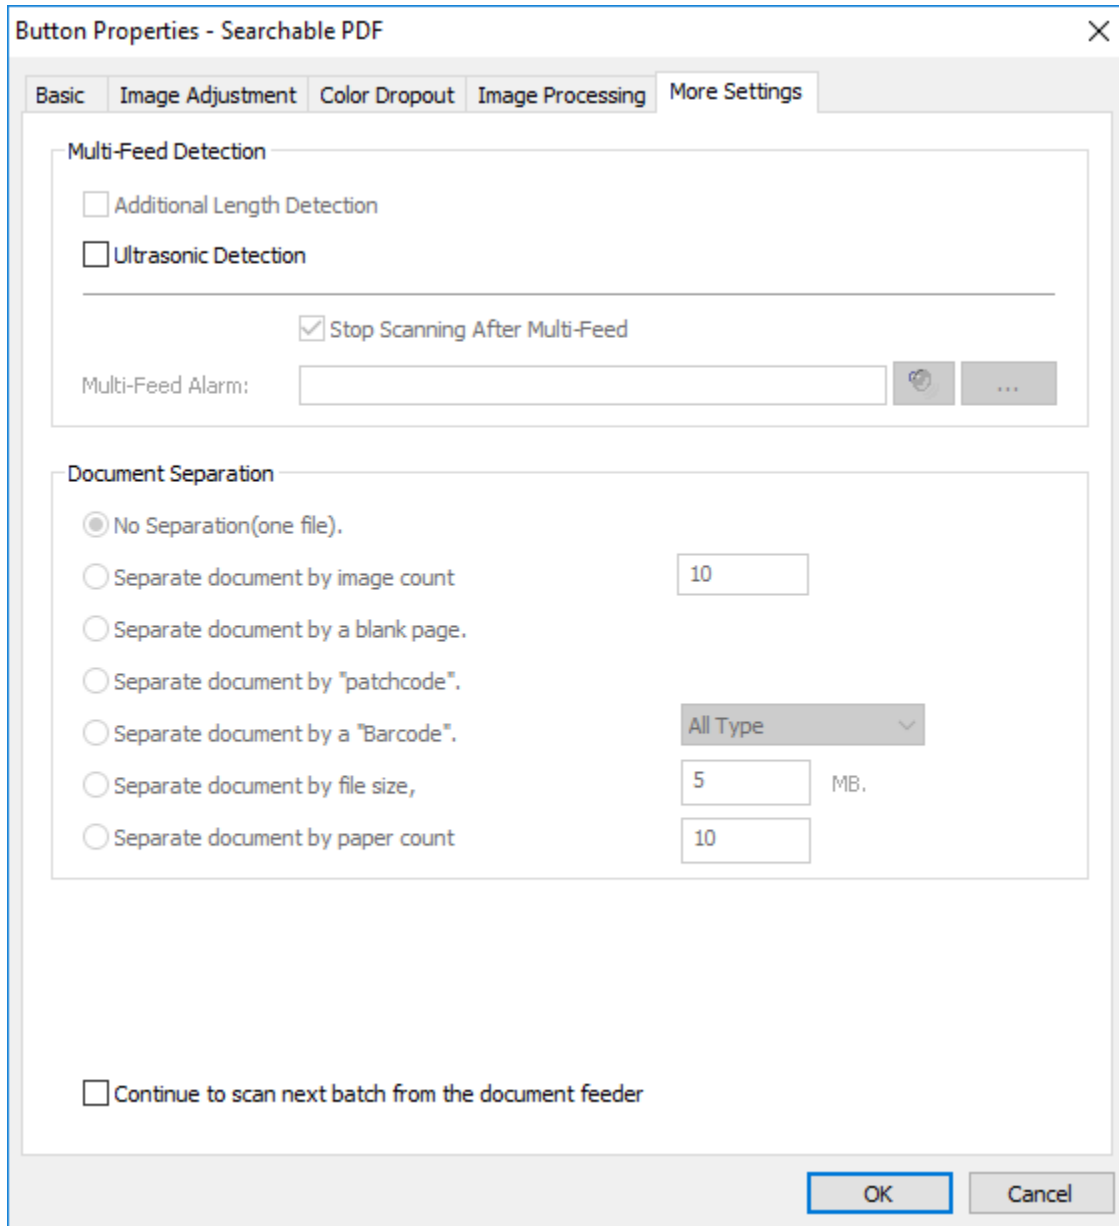 Button Properties - Searchable PDF
Basic Image Adjustment Color Dropout Image Processing More Settings
Multi-Feed Detection
Additional Length Detection
Ultrasonic Detection
Stop Scanning After Multi-Feed
Multi-Feed Alarm: ...
Document Separation
No Separation(one file).
Separate document by image count 10
Separate document by a blank page.
Separate document by "patchcode".
Separate document by a "Barcode". All Type
Separate document by file size, 5 MB.
Separate document by paper count 10
Continue to scan next batch from the document feeder
OK Cancel